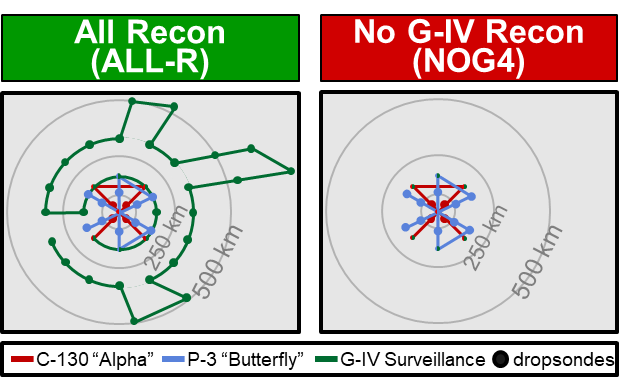 All Recon
(ALL-R)
No G-IV Recon
(NOG4)
250 km
500 km
250 km
500 km
C-130 “Alpha”
P-3 “Butterfly”
G-IV Surveillance
dropsondes